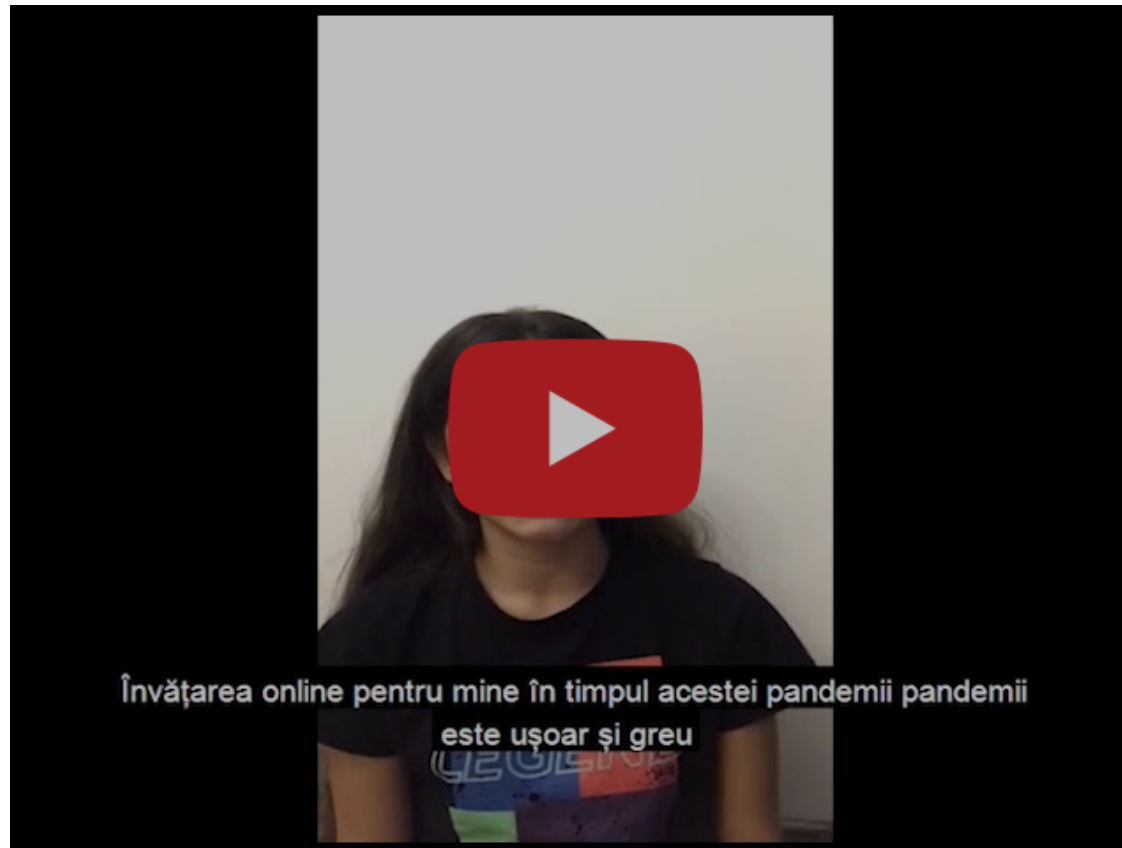 Învățarea online pentru mine în timpul acestei pandemii pandemii
este ușoar și greu